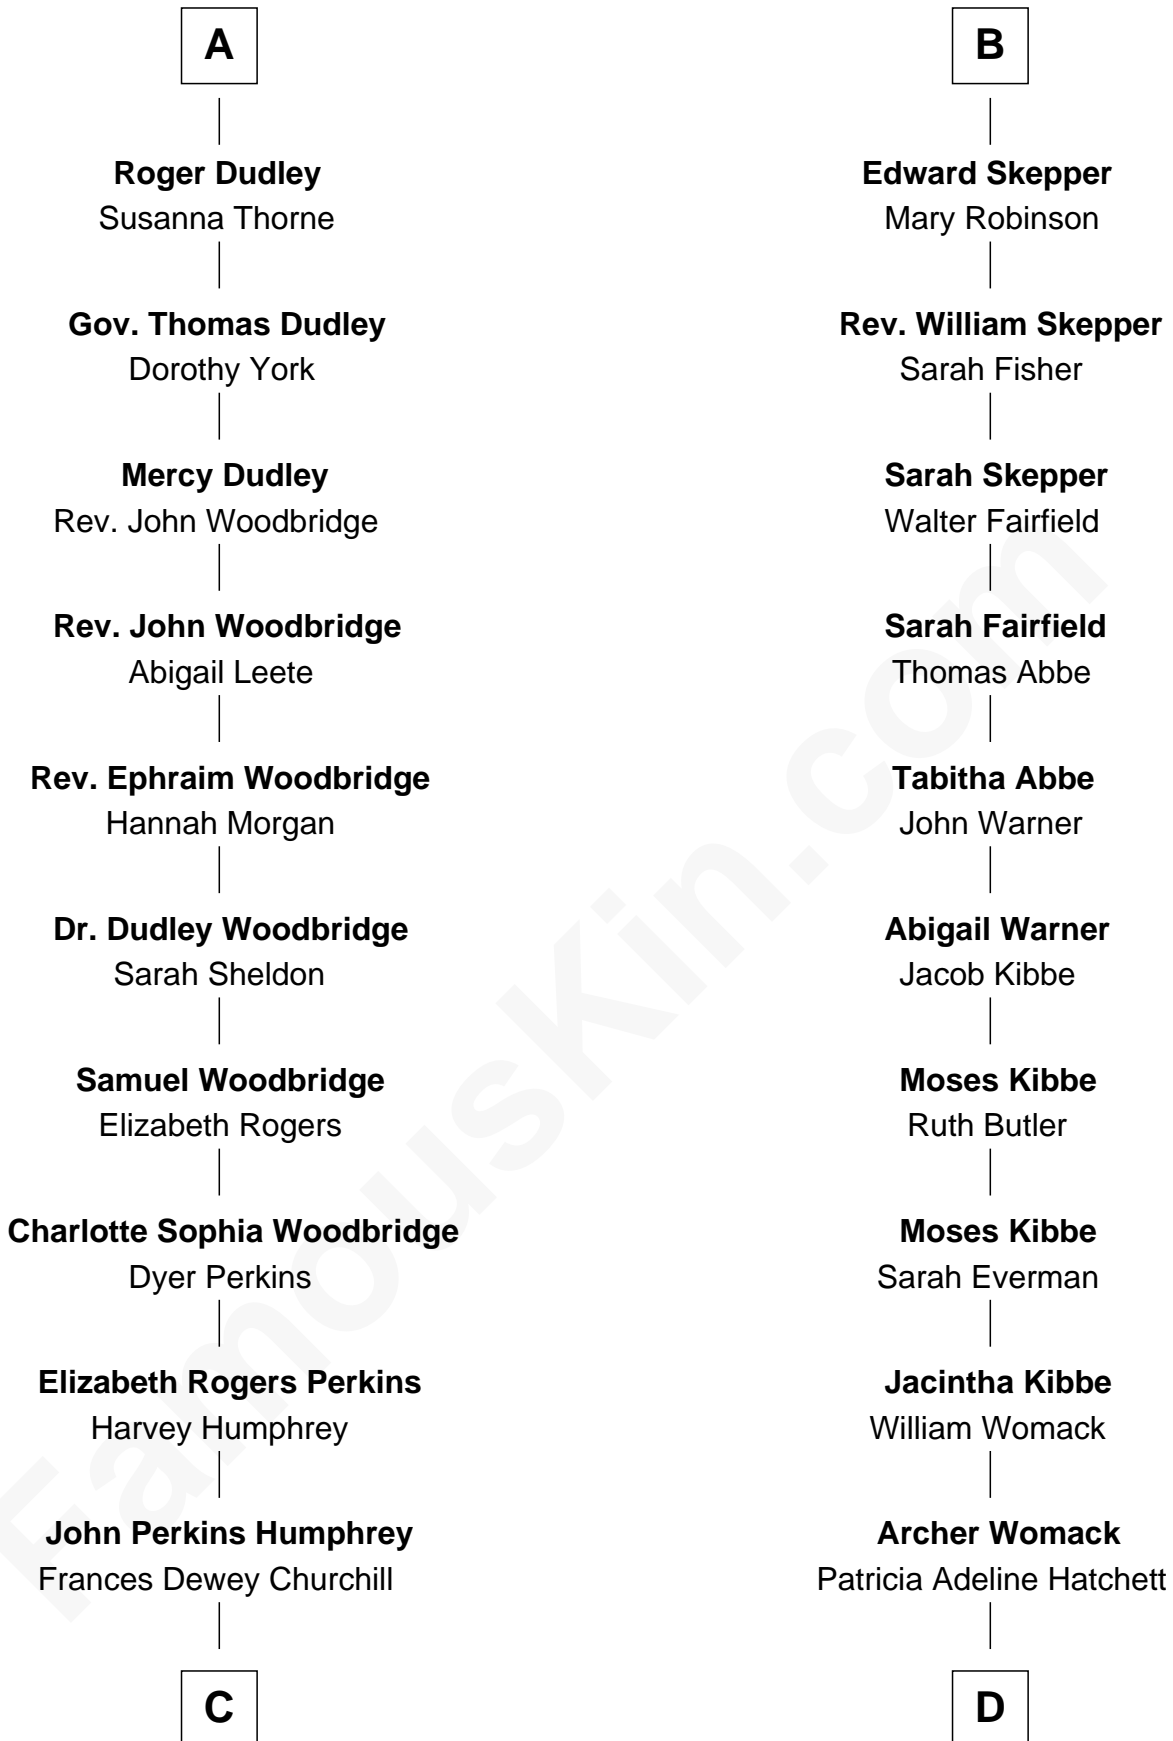 A
Roger Dudley
Susanna Thorne
Gov. Thomas Dudley
Dorothy York
Mercy Dudley
Rev. John Woodbridge
Rev. John Woodbridge
Abigail Leete
Rev. Ephraim Woodbridge
Hannah Morgan
Dr. Dudley Woodbridge
Sarah Sheldon
Samuel Woodbridge
Elizabeth Rogers
Charlotte Sophia Woodbridge
Dyer Perkins
Elizabeth Rogers Perkins
Harvey Humphrey
John Perkins Humphrey
Frances Dewey Churchill
C
B
Edward Skepper
Mary Robinson
Rev. William Skepper
Sarah Fisher
Sarah Skepper
Walter Fairfield
Sarah Fairfield
Thomas Abbe
Tabitha Abbe
John Warner
Abigail Warner
Jacob Kibbe
Moses Kibbe
Ruth Butler
Moses Kibbe
Sarah Everman
Jacintha Kibbe
William Womack
Archer Womack
Patricia Adeline Hatchett
D
FamousKin.com